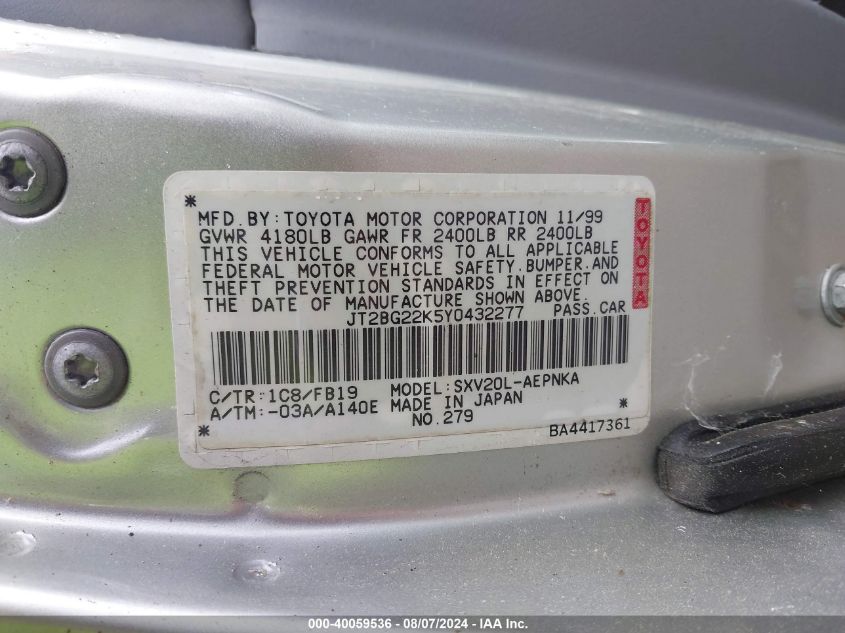 * MFD. BY: TOYOTA MOTOR CORPORATION 11/99
GVWR 4180LB GAWR FR 2400LB RR 2400LB
THIS VEHICLE CONFORMS TO ALL APPLICABLE
FEDERAL MOTOR VEHICLE SAFETY.BUMPER.AND
THEFT PREVENTION STANDARDS IN EFFECT ON
THE DATE OF MANUFACTURE SHOWN ABOVE.
JT2BG22K5Y0432277 PASS.CAR
TOYOTA
C/TR: 1C8/FB19 MODEL: SXV20L-AEPNKA
A/TM: -03A/A140E MADE IN JAPAN *
* NO.279 BA4417361
000-40059536 - 08/07/2024 - IAA Inc.